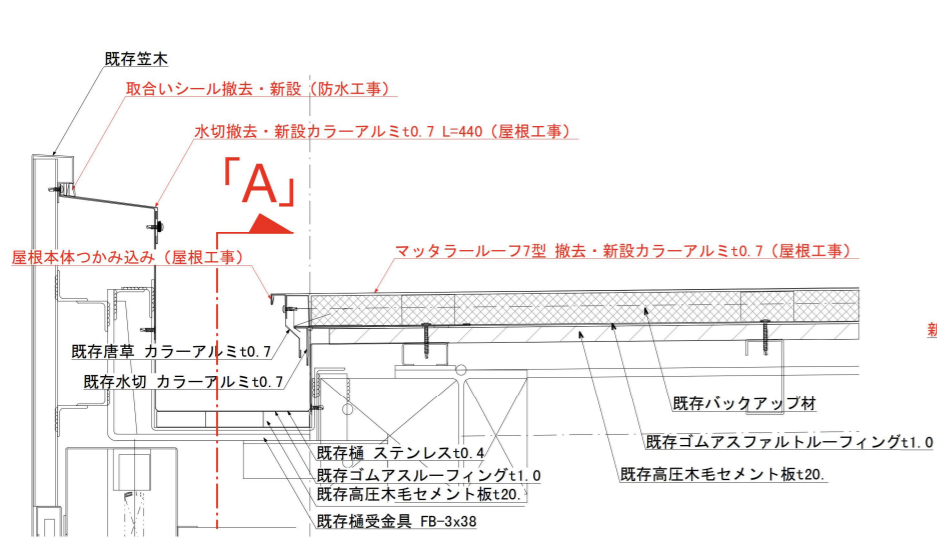 既存笠木
取合いシール撤去・新設（防水工事）
水切撤去・新設カラーアルミt0.7 L=440（屋根工事）
「A」
屋根本体つかみ込み（屋根工事）
マッタラールーフ7型 撤去・新設カラーアルミt0.7（屋根工事）
新
既存唐草 カラーアルミt0.7
既存水切 カラーアルミt0.7
既存バックアップ材
既存ゴムアスファルトルーフィングt1.0
既存樋 ステンレスt0.4
既存ゴムアスルーフィングt1.0
既存高圧木毛セメント板t20.
既存高圧木毛セメント板t20.
既存樋受金具 FB-3x38